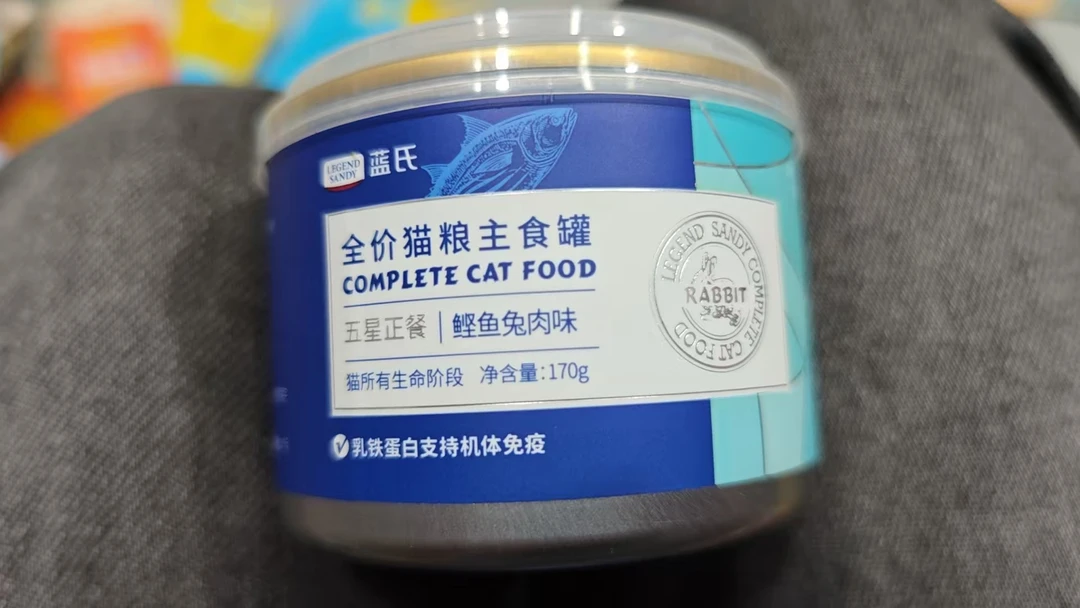 LEGEND SANDY
蓝氏
全价猫粮主食罐
COMPLETE CAT FOOD
五星正餐 | 鲣鱼兔肉味
猫所有生命阶段 净含量:170g
LEGEND SANDY COMPLETE CAT FOOD
RABBIT
乳铁蛋白支持机体免疫